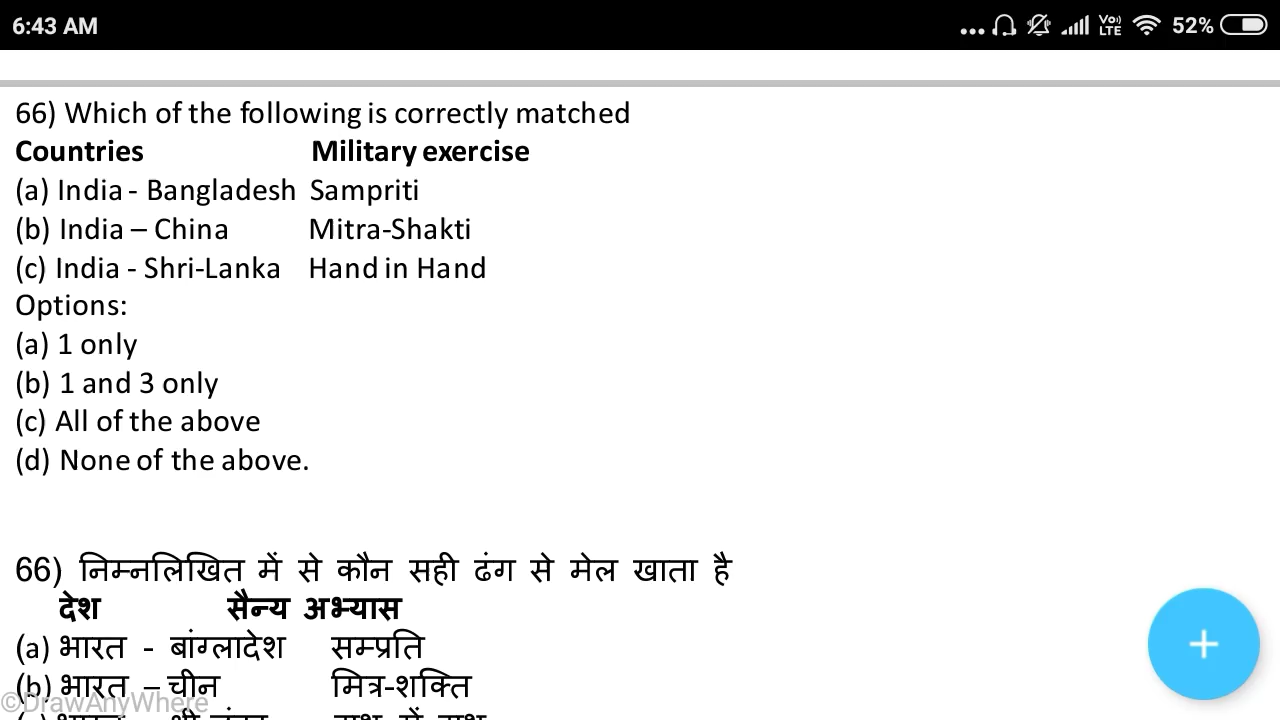 6:43 AM
... Vo) LTE 52%
66) Which of the following is correctly matched
Countries Military exercise
(a) India - Bangladesh Sampriti
(b) India – China Mitra-Shakti
(c) India - Shri-Lanka Hand in Hand
Options:
(a) 1 only
(b) 1 and 3 only
(c) All of the above
(d) None of the above.
66) निम्नलिखित में से कौन सही ढंग से मेल खाता है
देश सैन्य अभ्यास
(a) भारत - बांग्लादेश सम्प्रति
(b) भारत – चीन मित्र-शक्ति
©DrawAnyWhere